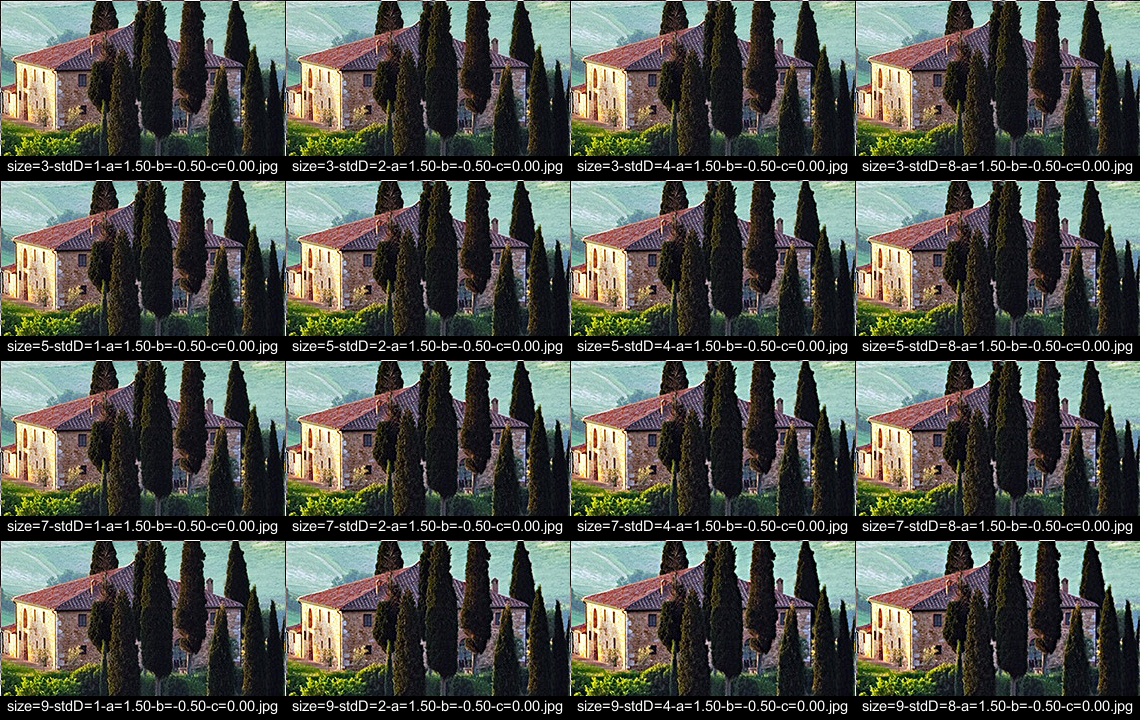 size=3-stdD=1-a=1.50-b=-0.50-c=0.00.jpg
size=3-stdD=2-a=1.50-b=-0.50-c=0.00.jpg
size=3-stdD=4-a=1.50-b=-0.50-c=0.00.jpg
size=3-stdD=8-a=1.50-b=-0.50-c=0.00.jpg
size=5-stdD=1-a=1.50-b=-0.50-c=0.00.jpg
size=5-stdD=2-a=1.50-b=-0.50-c=0.00.jpg
size=5-stdD=4-a=1.50-b=-0.50-c=0.00.jpg
size=5-stdD=8-a=1.50-b=-0.50-c=0.00.jpg
size=7-stdD=1-a=1.50-b=-0.50-c=0.00.jpg
size=7-stdD=2-a=1.50-b=-0.50-c=0.00.jpg
size=7-stdD=4-a=1.50-b=-0.50-c=0.00.jpg
size=7-stdD=8-a=1.50-b=-0.50-c=0.00.jpg
size=9-stdD=1-a=1.50-b=-0.50-c=0.00.jpg
size=9-stdD=2-a=1.50-b=-0.50-c=0.00.jpg
size=9-stdD=4-a=1.50-b=-0.50-c=0.00.jpg
size=9-stdD=8-a=1.50-b=-0.50-c=0.00.jpg